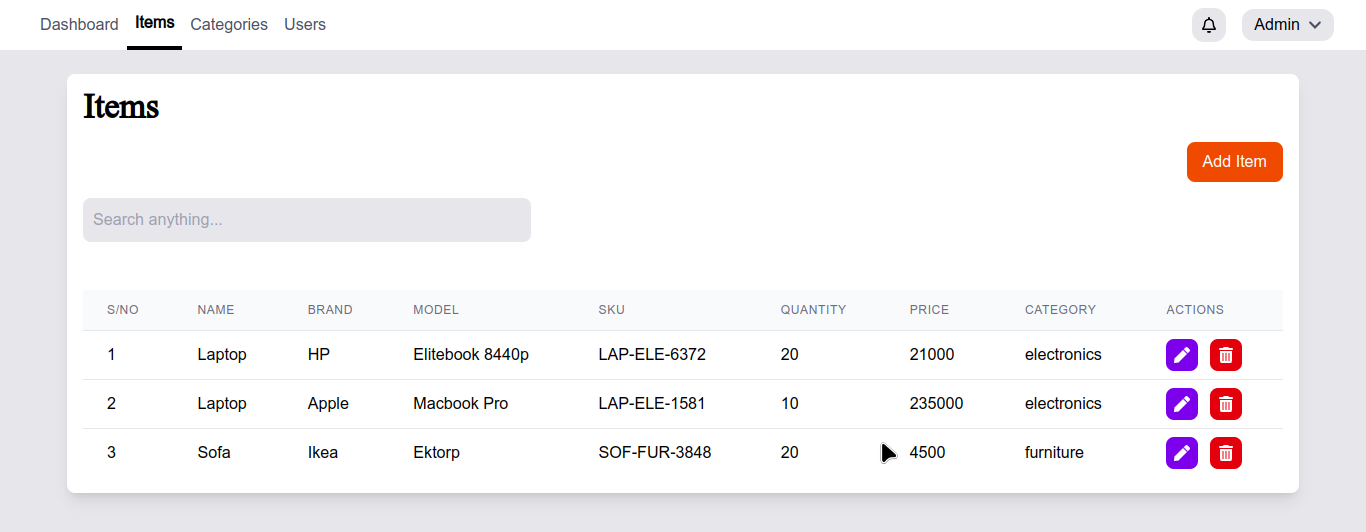 Dashboard Items Categories Users Admin
Items
Add Item
Search anything...
S/NO NAME BRAND MODEL SKU QUANTITY PRICE CATEGORY ACTIONS
1 Laptop HP Elitebook 8440p LAP-ELE-6372 20 21000 electronics
2 Laptop Apple Macbook Pro LAP-ELE-1581 10 235000 electronics
3 Sofa Ikea Ektorp SOF-FUR-3848 20 4500 furniture